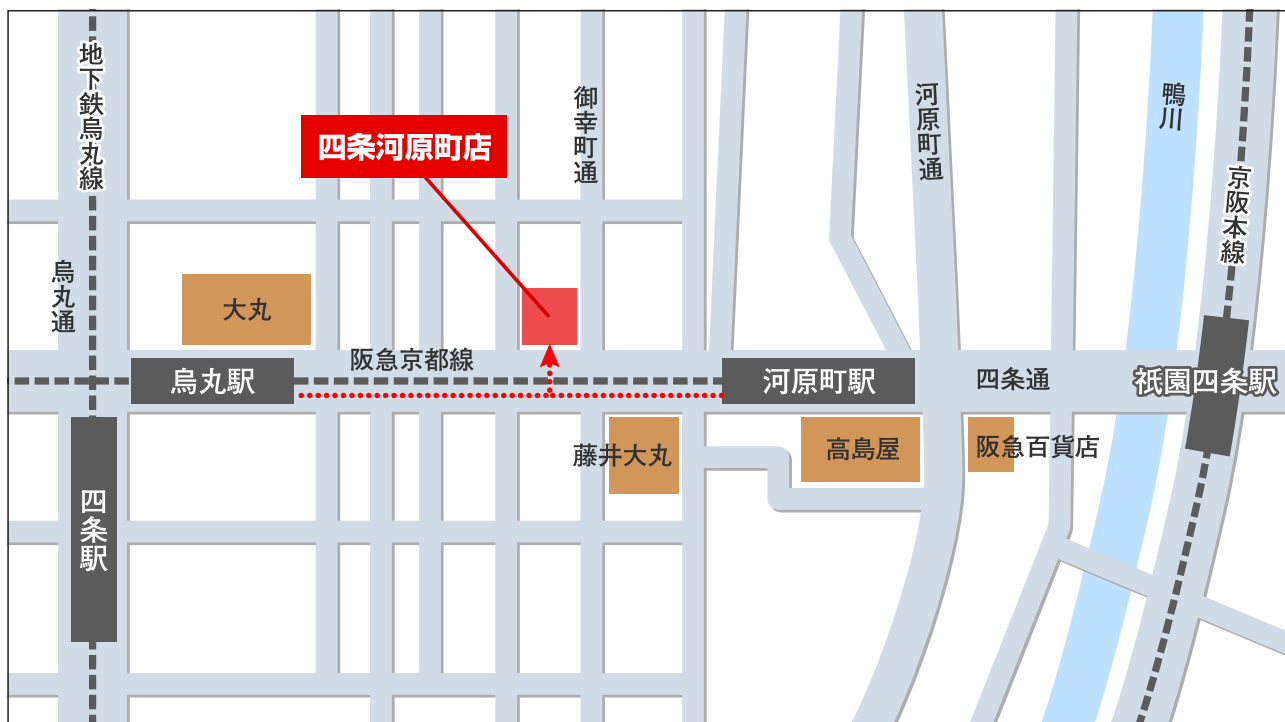 地下鉄烏丸線
御幸町通
河原町通
鴨川
四条河原町店
京阪本線
烏丸通
大丸
阪急京都線
烏丸駅
河原町駅
四条通
祇園四条駅
藤井大丸
高島屋
阪急百貨店
四条駅